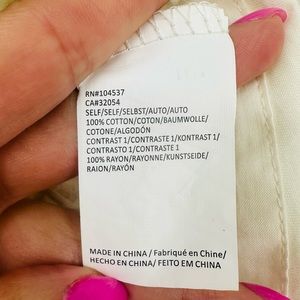 RN#104537
CA#32054
SELF/SELF/SELBST/AUTO/AUTO
100% COTTON/COTON/BAUMWOLLE/
COTONE/ALGODÓN
CONTRAST 1/CONTRASTE1/KONTRAST 1/
CONTRASTO 1/CONTRASTE 1
100% RAYON/RAYONNE/KUNSTSEIDE/
RAION/RAYÓN
MADE IN CHINA / Fabriqué en Chine/
HECHO EN CHINA/ FEITO EM CHINA